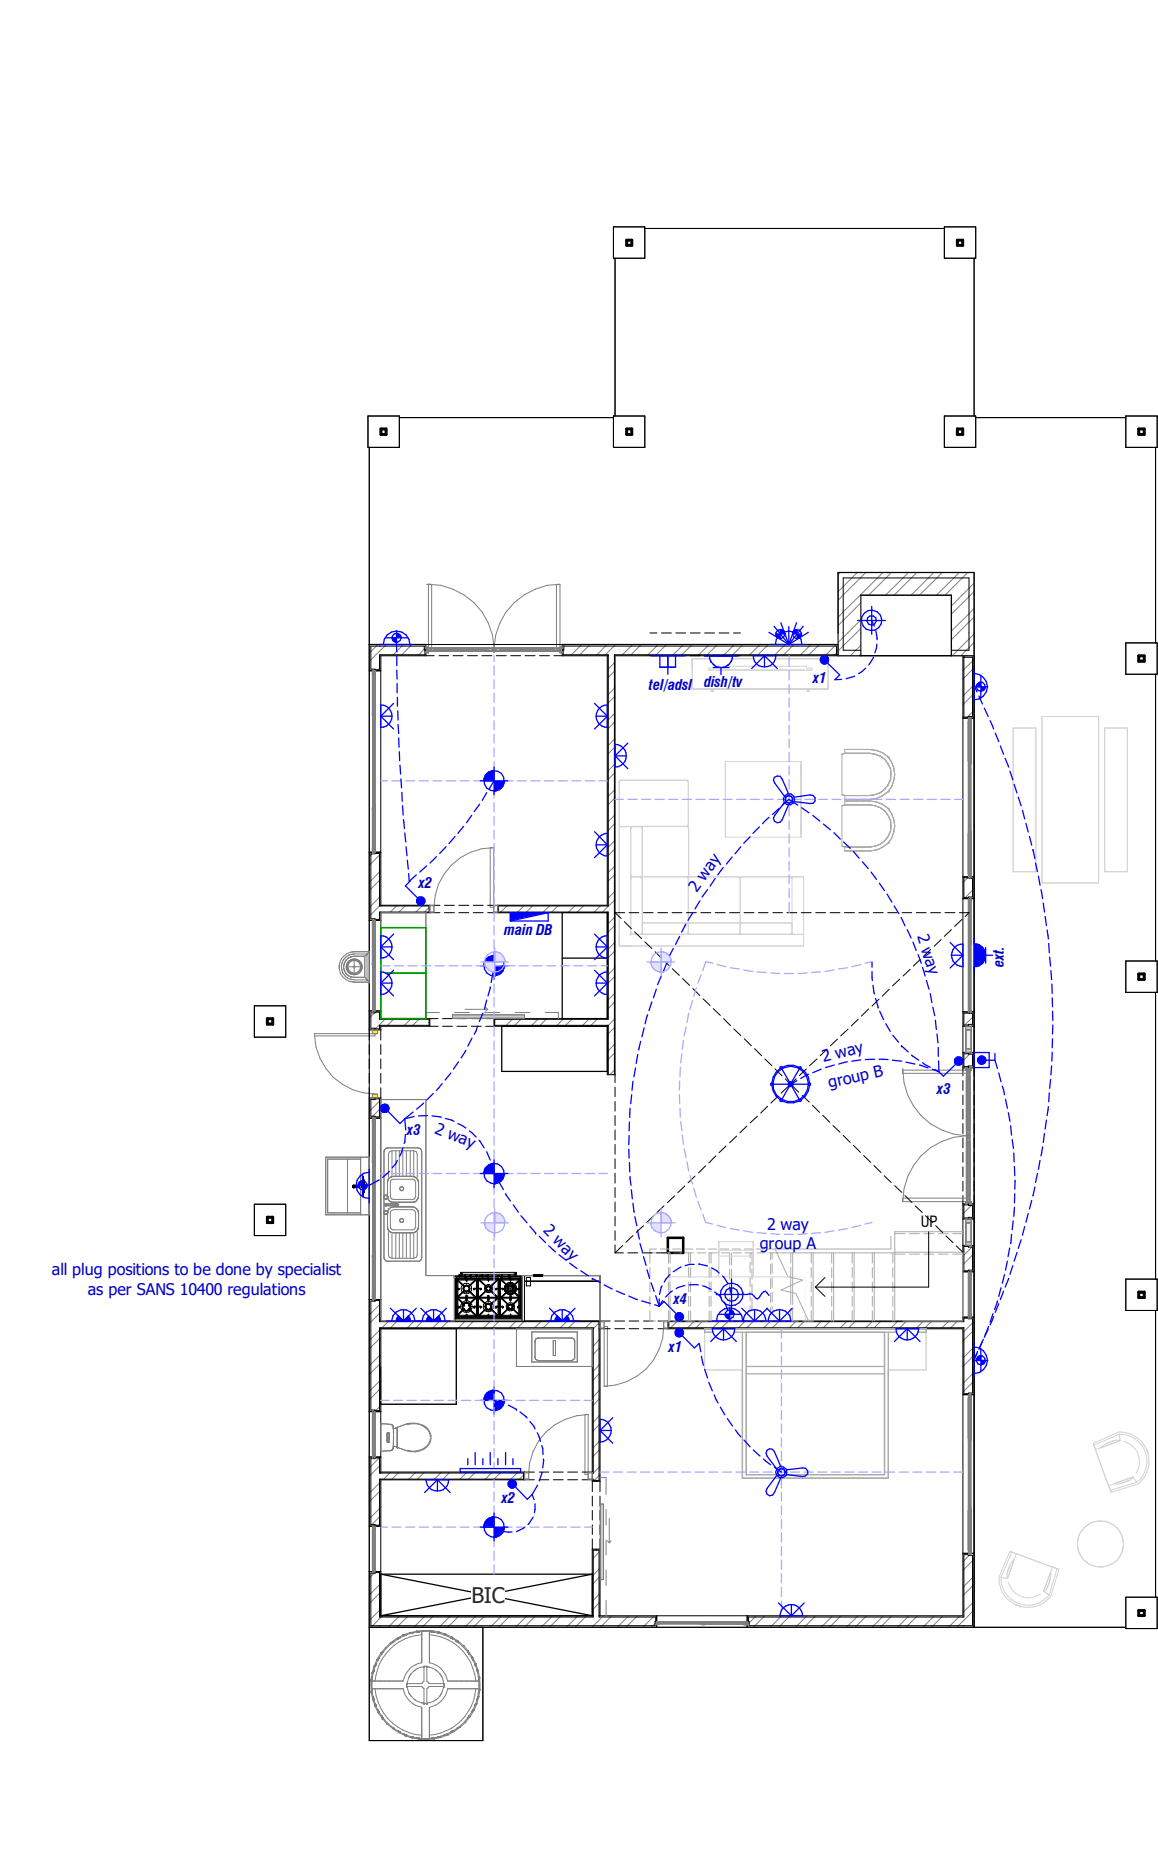 tel/adsl
dish/tv
x1
2 way
x2
main DB
2 way
ext.
2 way
group B
x3
x3
2 way
UP
2 way
2 way
group A
all plug positions to be done by specialist
as per SANS 10400 regulations
x4
x1
x2
BIC